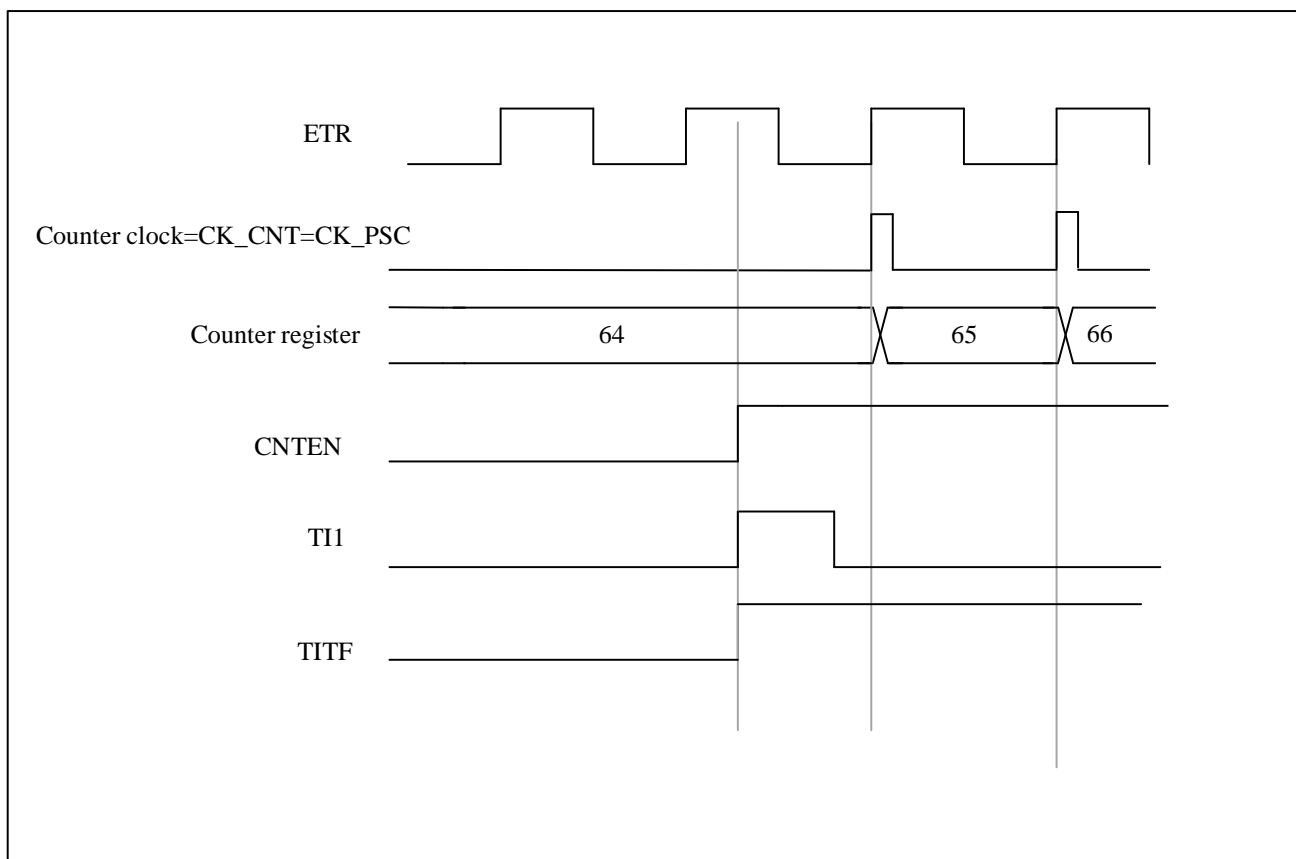 ETR
Counter clock=CK_CNT=CK_PSC
Counter register 64 65 66
CNTEN
TI1
TITF